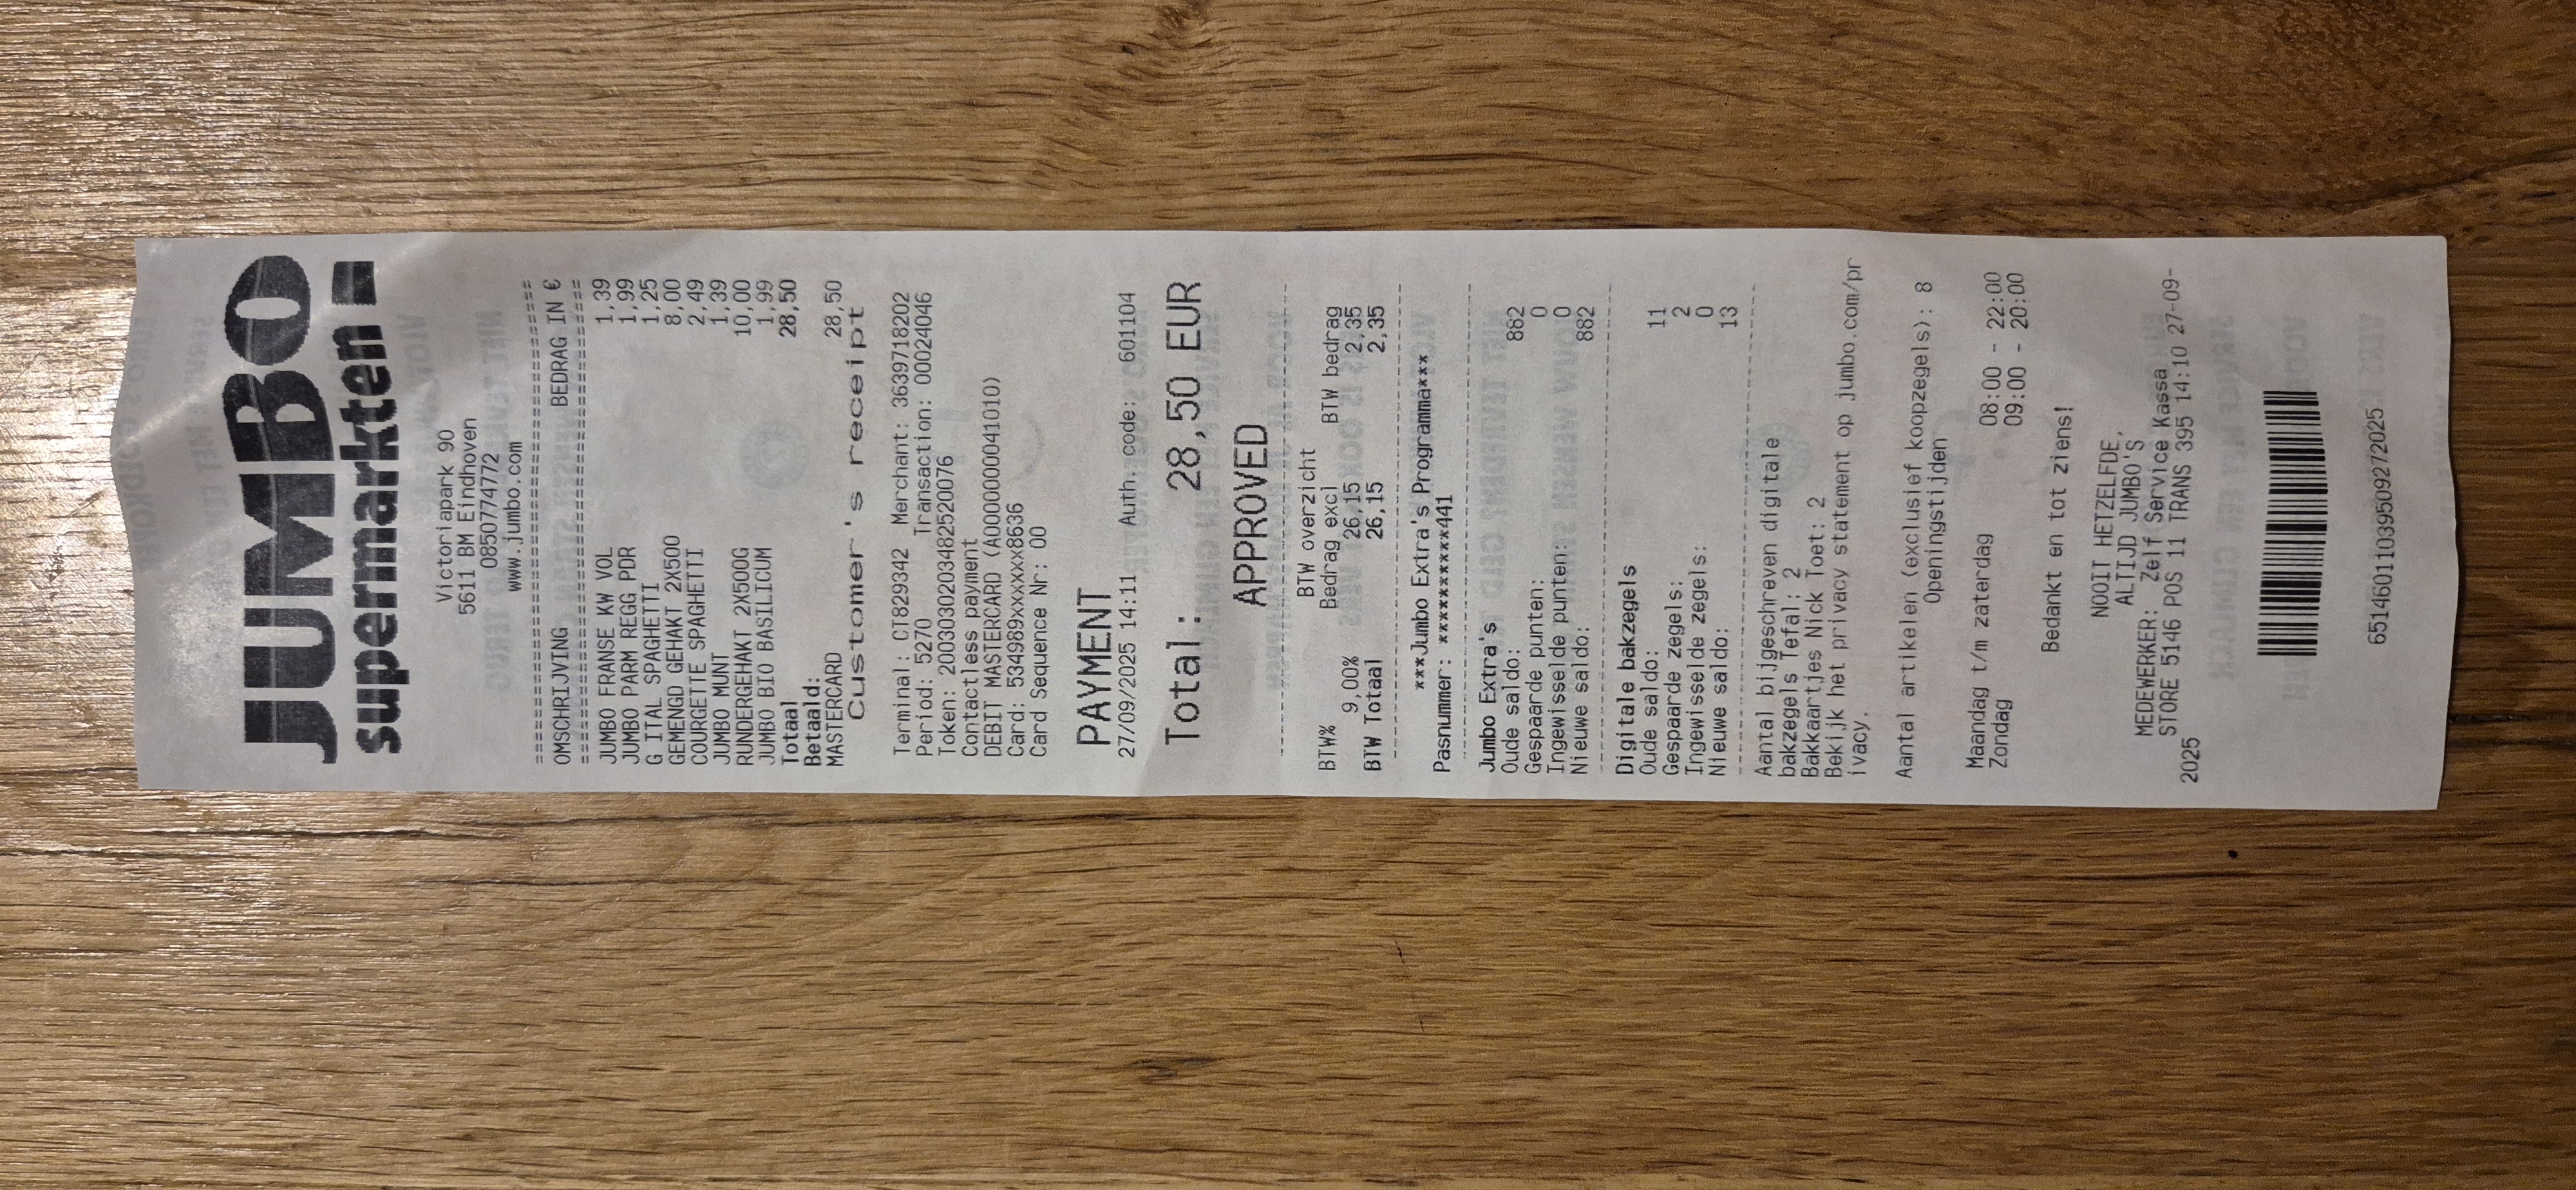 JUMBO
supermarkten
Victoriapark 90
5611 BM Eindhoven
0850774772
www.jumbo.com
==========================================
OMSCHRIJVING BEDRAG IN €
==========================================
JUMBO FRANSE KW VOL 1,39
JUMBO PARM REGG PDR 1,99
G ITAL SPAGHETTI 1,25
GEMENGD GEHAKT 2X500 8,00
COURGETTE SPAGHETTI 2,49
JUMBO MUNT 1,39
RUNDERGEHAKT 2X500G 10,00
JUMBO BIO BASILICUM 1,99
Totaal 28,50
Betaald:
MASTERCARD 28,50
Customer's receipt
Terminal: CT829342 Merchant: 3639718202
Period: 5270 Transaction: 00024046
Token: 2003030203482520076
Contactless payment
DEBIT MASTERCARD (A0000000041010)
Card: 534989xxxxxx8636
Card Sequence Nr: 00
PAYMENT
27/09/2025 14:11 Auth. code: 601104
Total: 28,50 EUR
APPROVED
------------------------------------------
BTW overzicht
BTW% Bedrag excl BTW bedrag
9,00% 26,15 2,35
BTW Totaal 26,15 2,35
------------------------------------------
***Jumbo Extra's Programma***
Pasnummer: **********441
------------------------------------------
Jumbo Extra's
Oude saldo: 882
Gespaarde punten: 0
Ingewisselde punten: 0
Nieuwe saldo: 882
------------------------------------------
Digitale bakzegels
Oude saldo: 11
Gespaarde zegels: 2
Ingewisselde zegels: 0
Nieuwe saldo: 13
------------------------------------------
Aantal bijgeschreven digitale
bakzegels Tefal: 2
Bakkaartjes Nick Toet: 2
Bekijk het privacy statement op jumbo.com/pr
ivacy.
Aantal artikelen (exclusief koopzegels): 8
Openingstijden
Maandag t/m zaterdag 08:00 - 22:00
Zondag 09:00 - 20:00
Bedankt en tot ziens!
NOOIT HETZELFDE,
ALTIJD JUMBO'S
MEDEWERKER: Zelf Service Kassa
STORE 5146 POS 11 TRANS 395 14:10 27-09-
2025
65146011039509272025